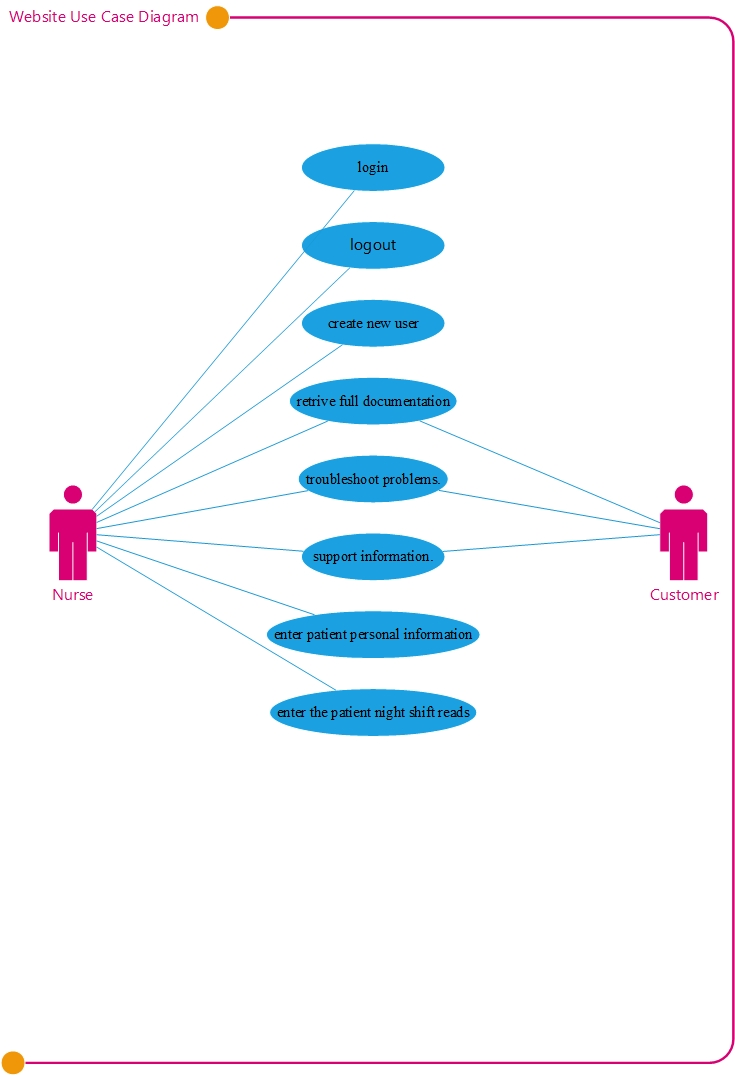 Website Use Case Diagram
login
logout
create new user
retrive full documentation
troubleshoot problems.
support information.
Nurse
Customer
enter patient personal information
enter the patient night shift reads